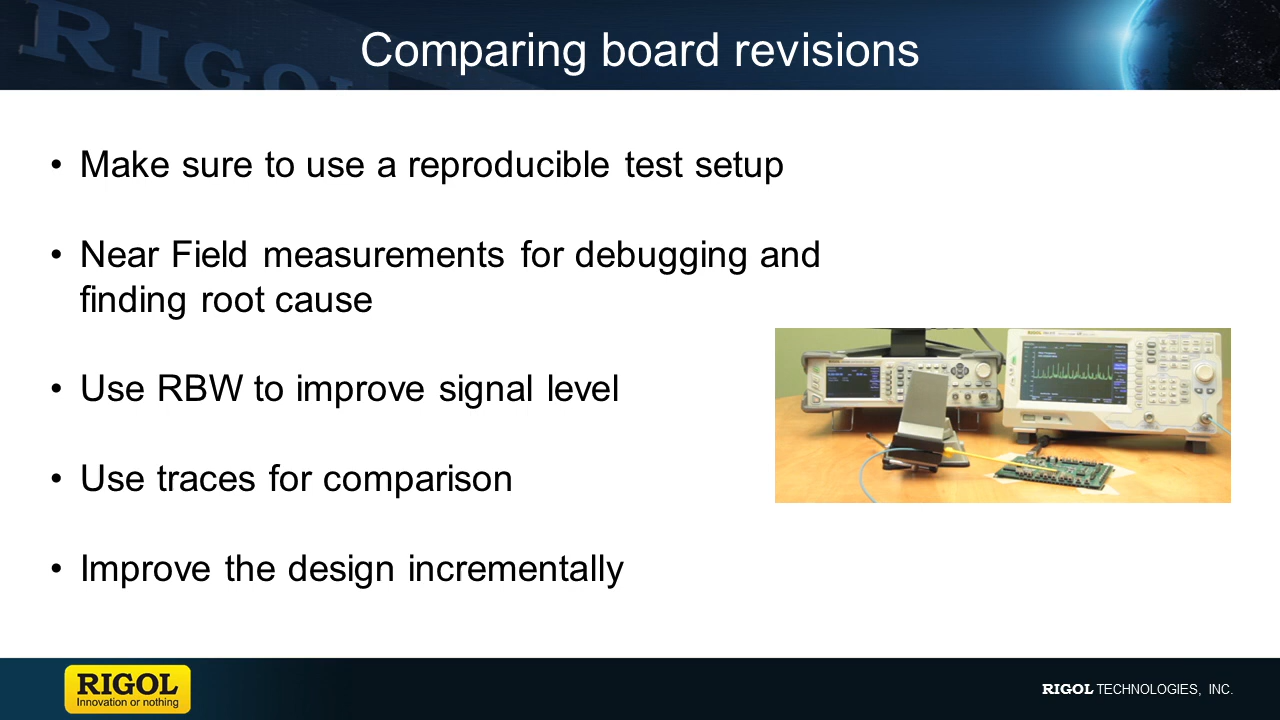 RIGOL
Comparing board revisions
• Make sure to use a reproducible test setup
• Near Field measurements for debugging and
finding root cause
• Use RBW to improve signal level
• Use traces for comparison
• Improve the design incrementally
RIGOL
Innovation or nothing
RIGOL TECHNOLOGIES, INC.